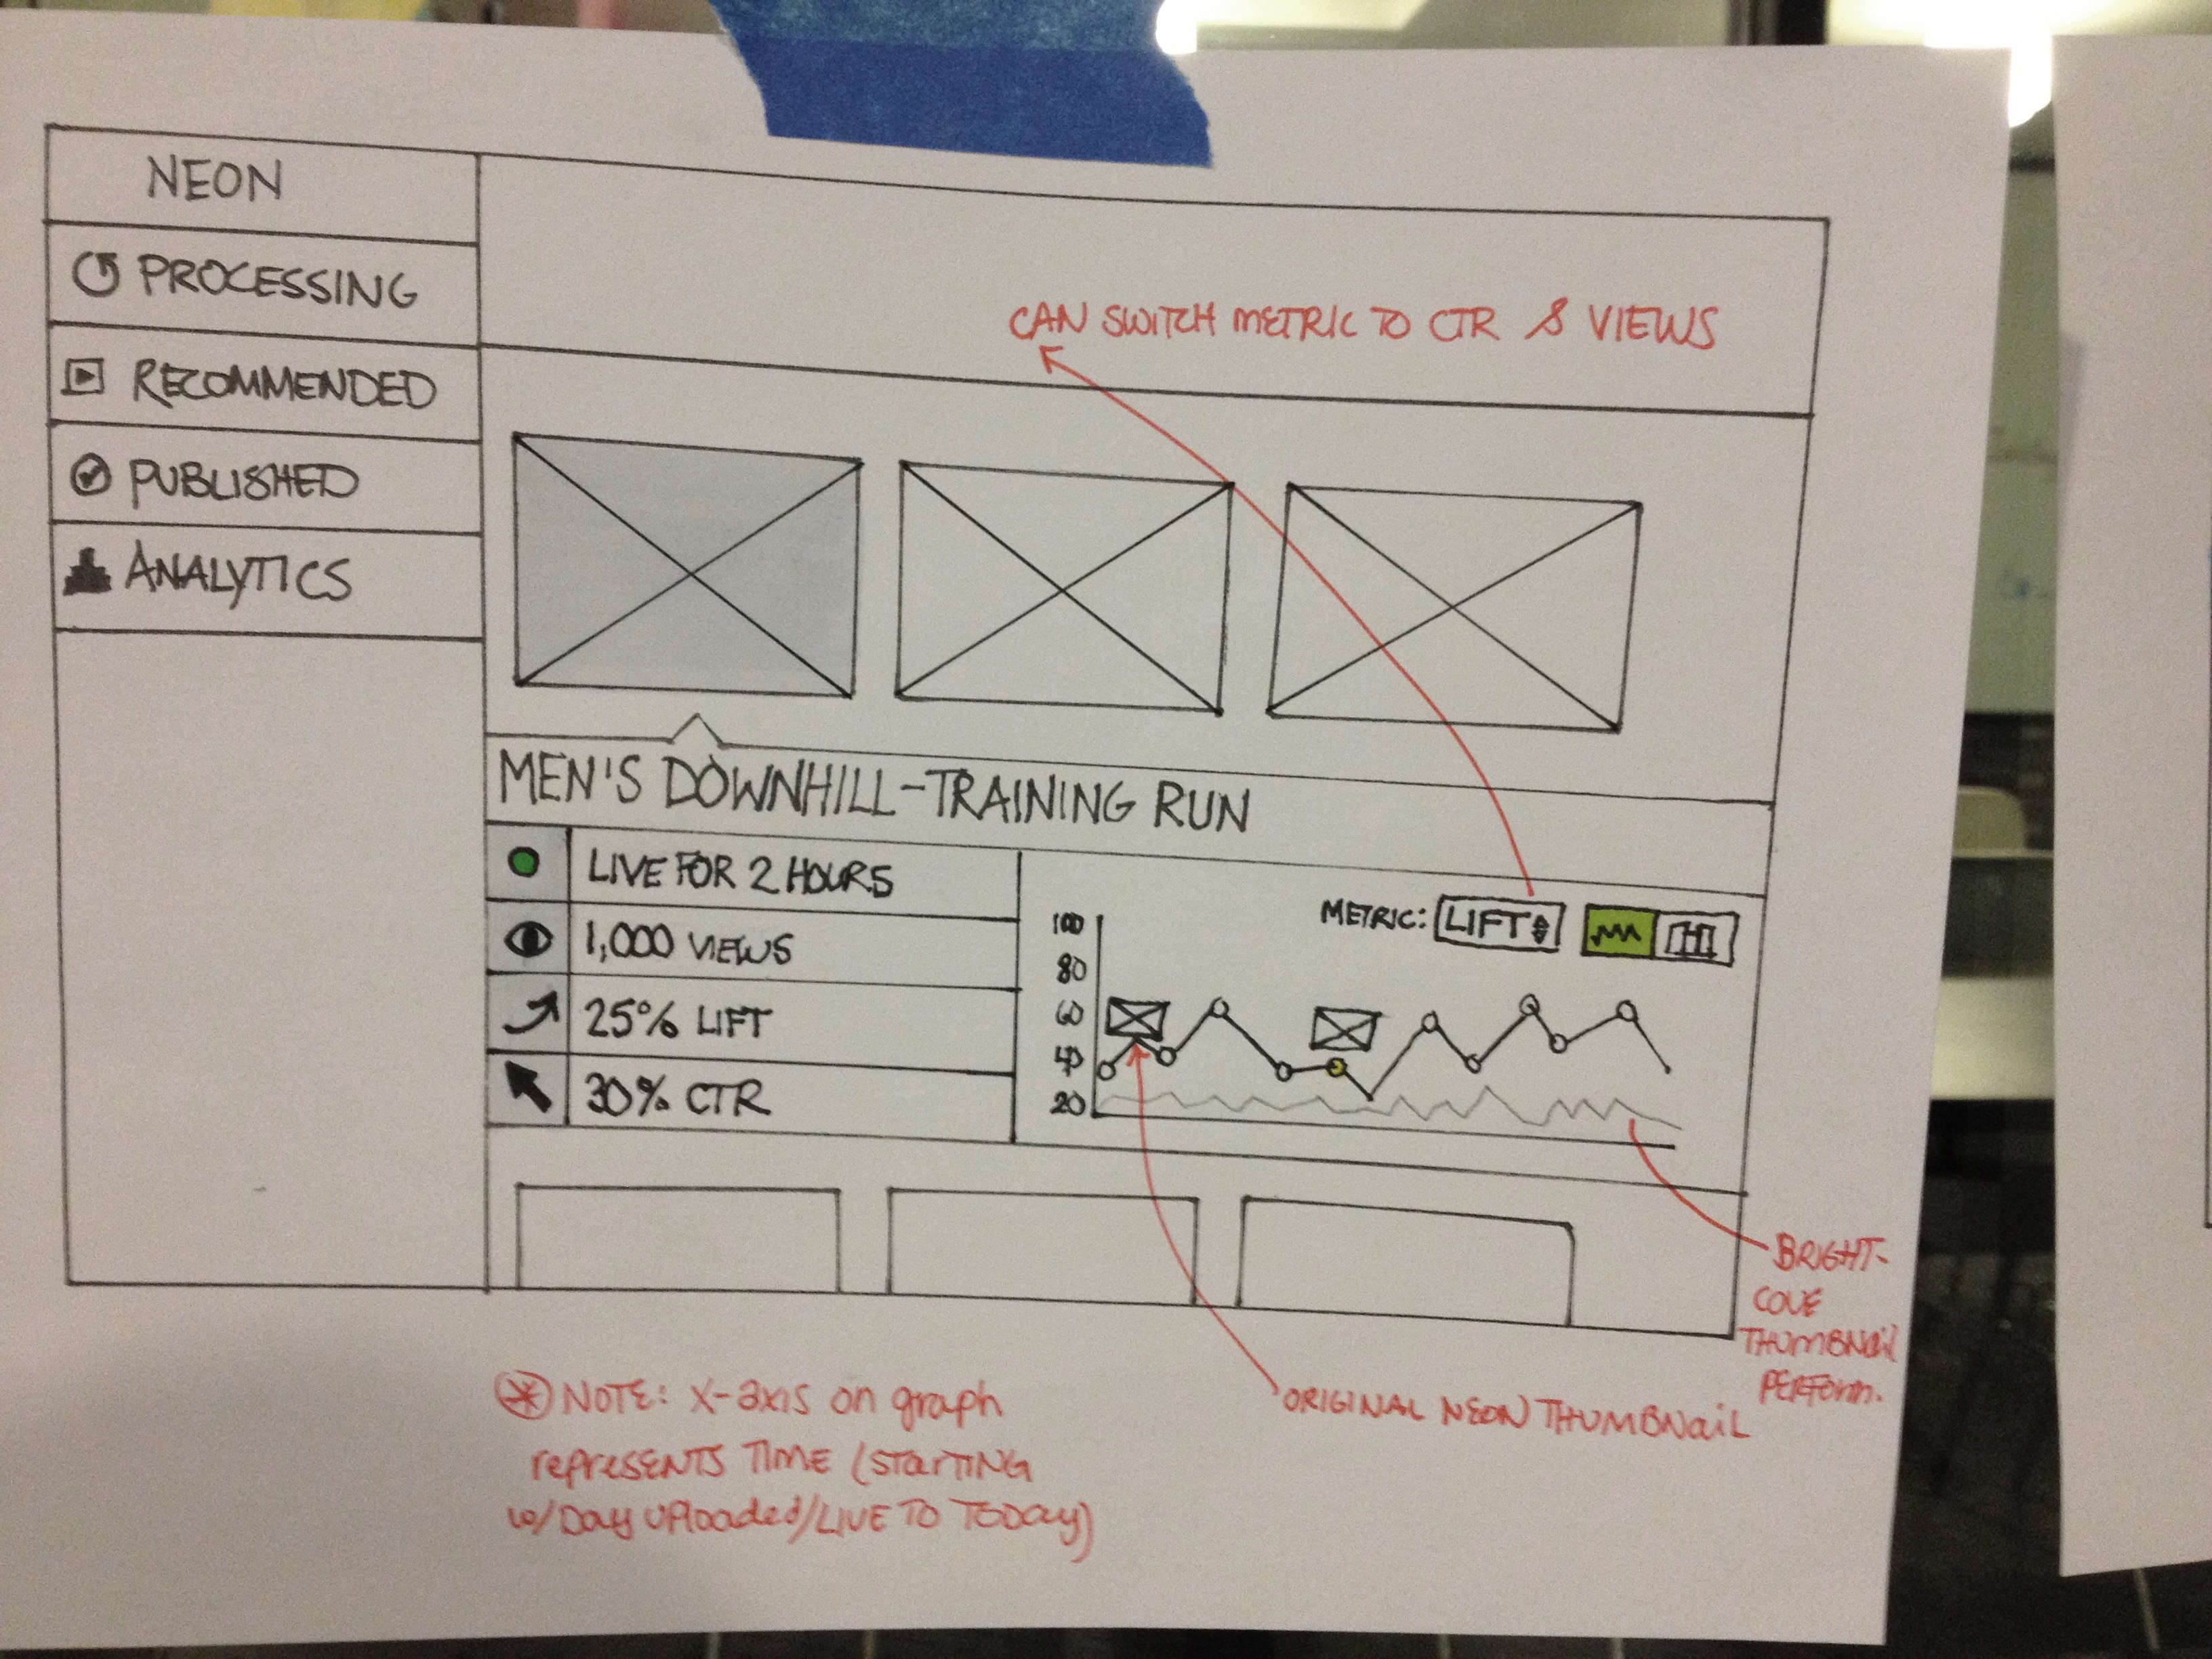 NEON
PROCESSING
RECOMMENDED
PUBLISHED
ANALYTICS
CAN SWITCH METRIC TO CTR & VIEWS
MEN'S DOWNHILL-TRAINING RUN
LIVE FOR 2 HOURS
1,000 VIEWS
25% LIFT
30% CTR
METRIC: LIFT
100
80
60
40
20
BRIGHT-
COVE
THUMBNAIL
PERFORM.
ORIGINAL NEON THUMBNAIL
* NOTE: X-axis on graph
represents TIME (STARTING
w/Day uploaded/LIVE TO TODAY)